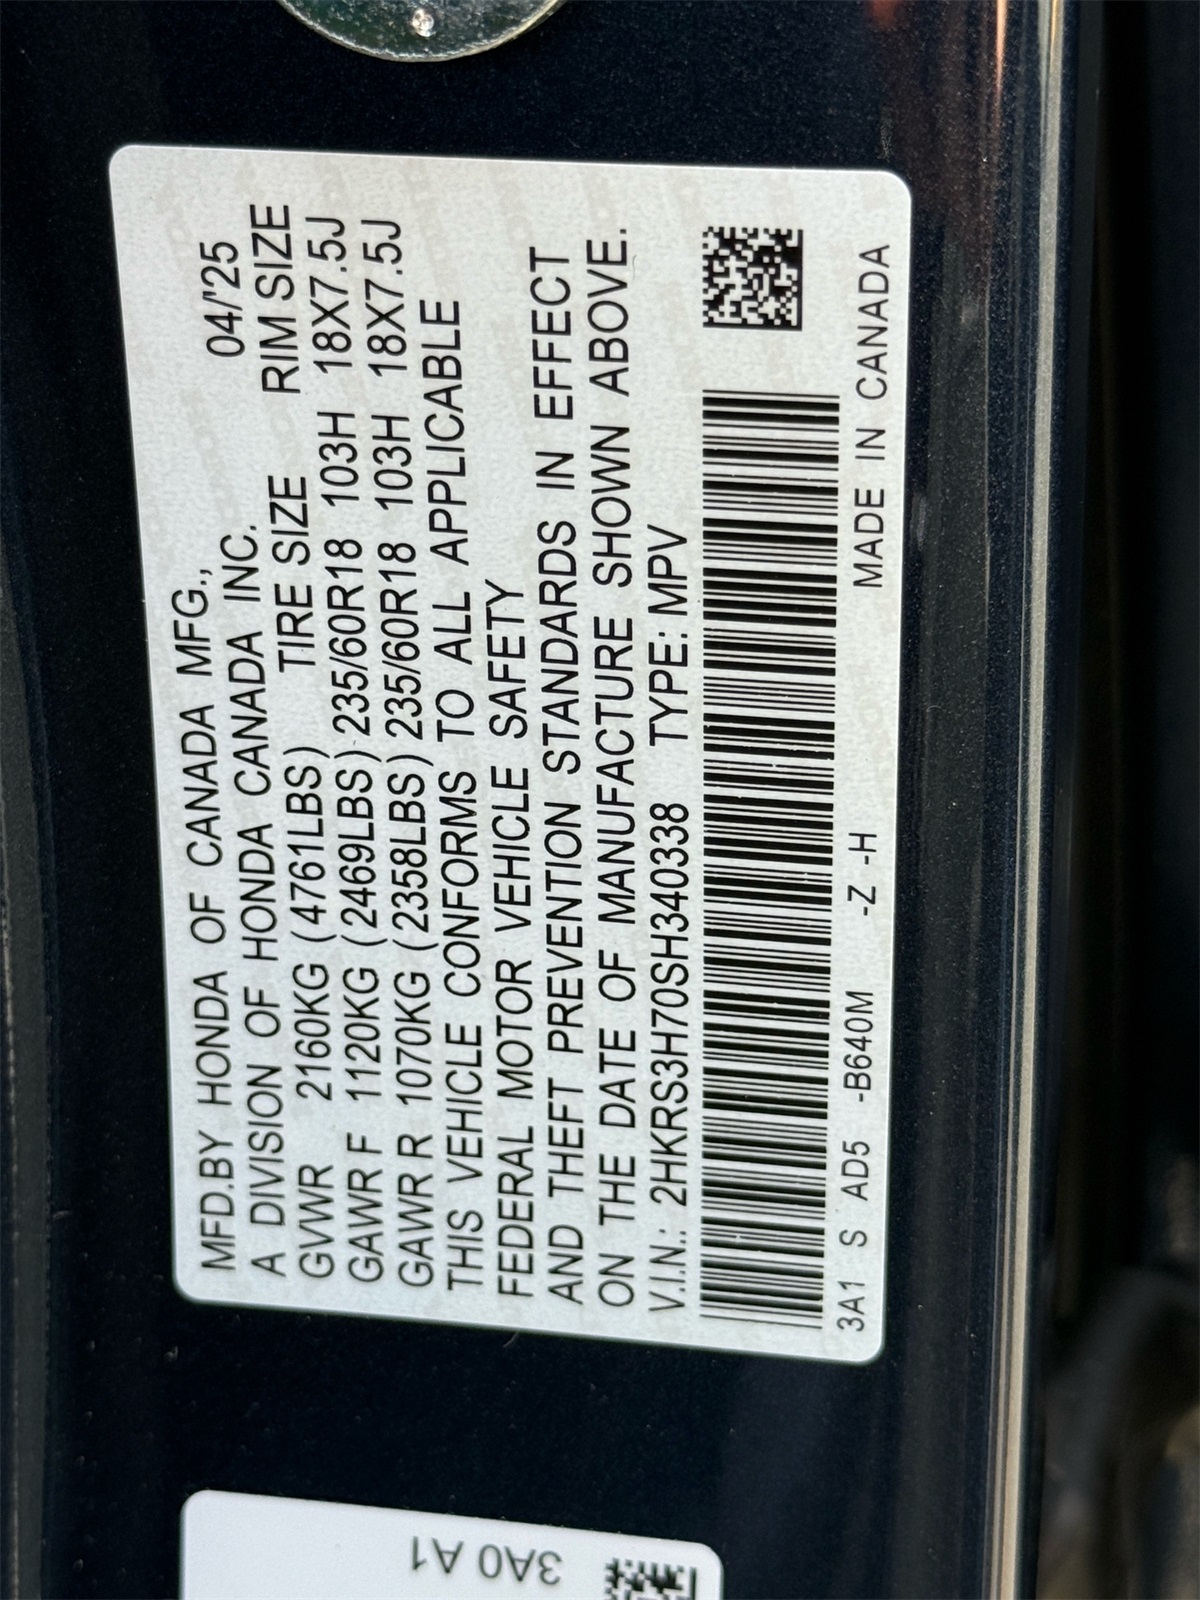 MFD.BY HONDA OF CANADA MFG.,
A DIVISION OF HONDA CANADA INC. 04/'25
GVWR 2160KG (4761LBS) TIRE SIZE RIM SIZE
GAWR F 1120KG (2469LBS) 235/60R18 103H 18X7.5J
GAWR R 1070KG (2358LBS) 235/60R18 103H 18X7.5J
THIS VEHICLE CONFORMS TO ALL APPLICABLE
FEDERAL MOTOR VEHICLE SAFETY
AND THEFT PREVENTION STANDARDS IN EFFECT
ON THE DATE OF MANUFACTURE SHOWN ABOVE.
V.I.N.: 2HKRS3H70SH340338 TYPE: MPV
3A1 S AD5 -B640M -Z -H MADE IN CANADA
3A0 A1